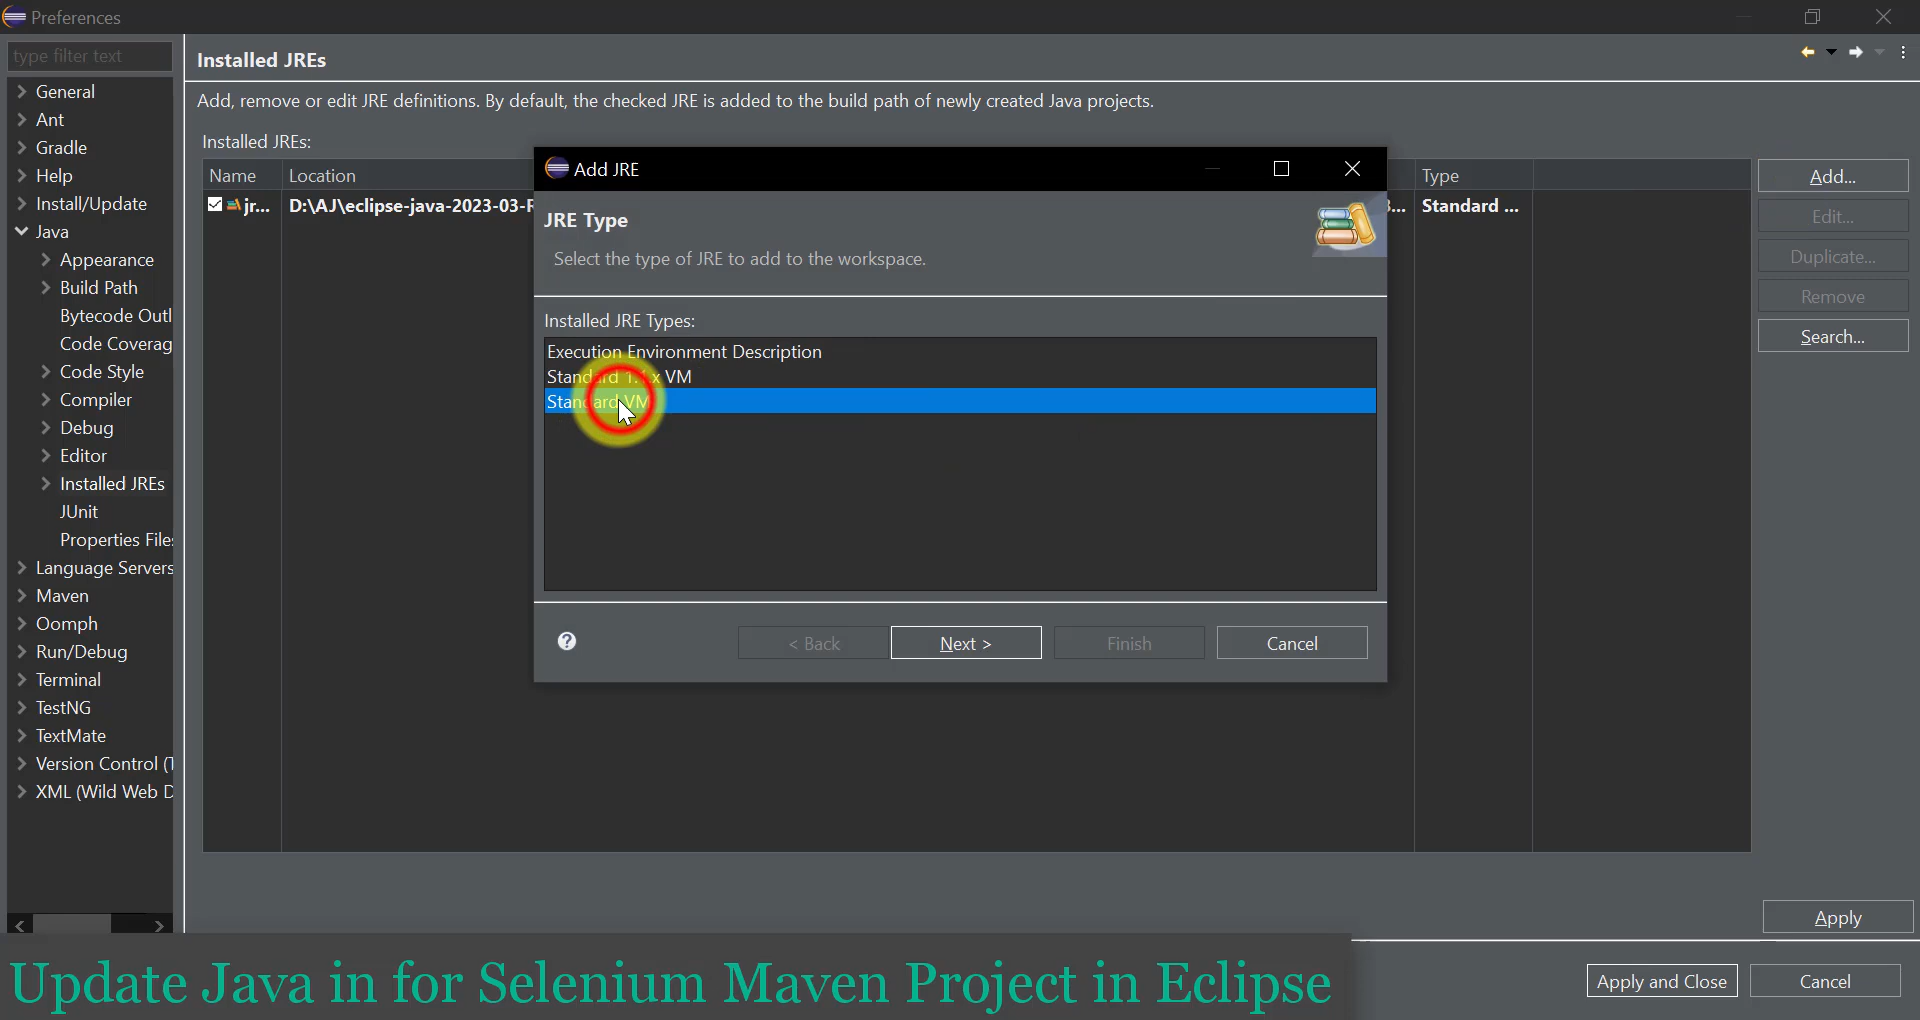 Preferences
type filter text
General
Ant
Gradle
Help
Install/Update
Java
Appearance
Build Path
Bytecode Outl
Code Coverag
Code Style
Compiler
Debug
Editor
Installed JREs
JUnit
Properties File
Language Servers
Maven
Oomph
Run/Debug
Terminal
TestNG
TextMate
Version Control (T
XML (Wild Web D
Installed JREs
Add, remove or edit JRE definitions. By default, the checked JRE is added to the build path of newly created Java projects.
Installed JREs:
Name Location Type
jr... D:\AJ\eclipse-java-2023-03-R ... Standard ...
Add...
Edit...
Duplicate...
Remove
Search...
Add JRE
JRE Type
Select the type of JRE to add to the workspace.
Installed JRE Types:
Execution Environment Description
Standard 1.1.x VM
Standard VM
? < Back Next > Finish Cancel
Apply
Apply and Close Cancel
Update Java in for Selenium Maven Project in Eclipse